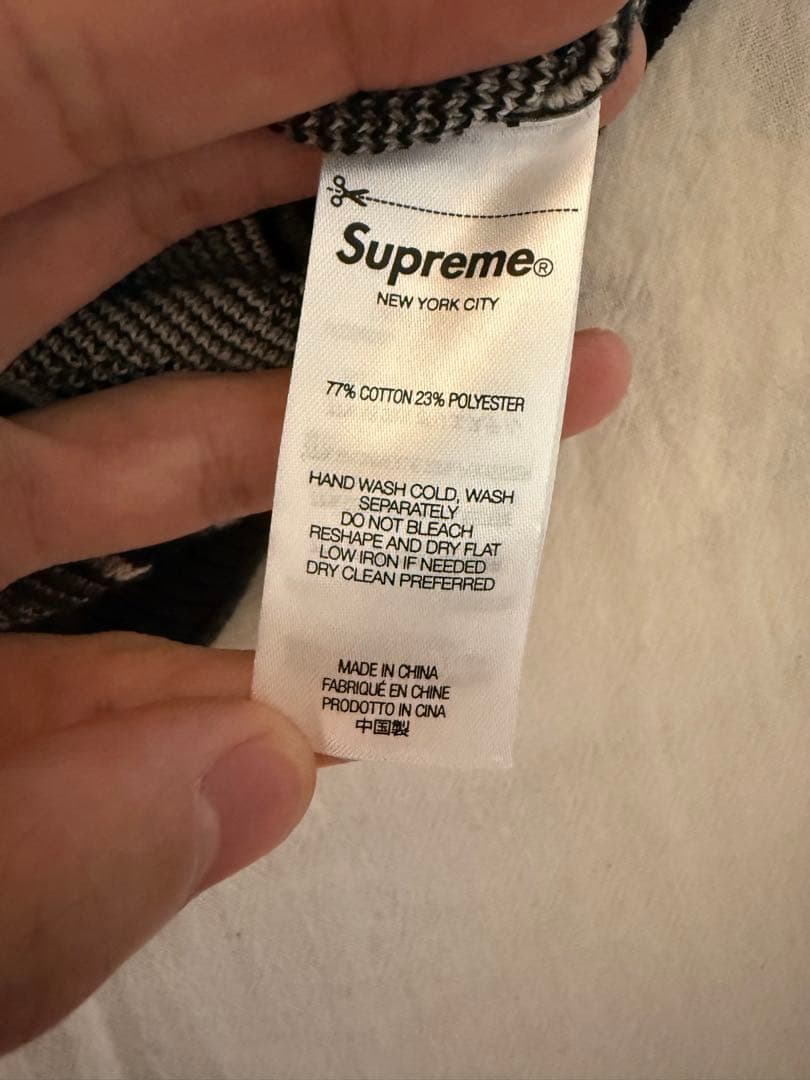 Supreme®
NEW YORK CITY
77% COTTON 23% POLYESTER
HAND WASH COLD, WASH
SEPARATELY
DO NOT BLEACH
RESHAPE AND DRY FLAT
LOW IRON IF NEEDED
DRY CLEAN PREFERRED
MADE IN CHINA
FABRIQUÉ EN CHINE
PRODOTTO IN CINA
中国製